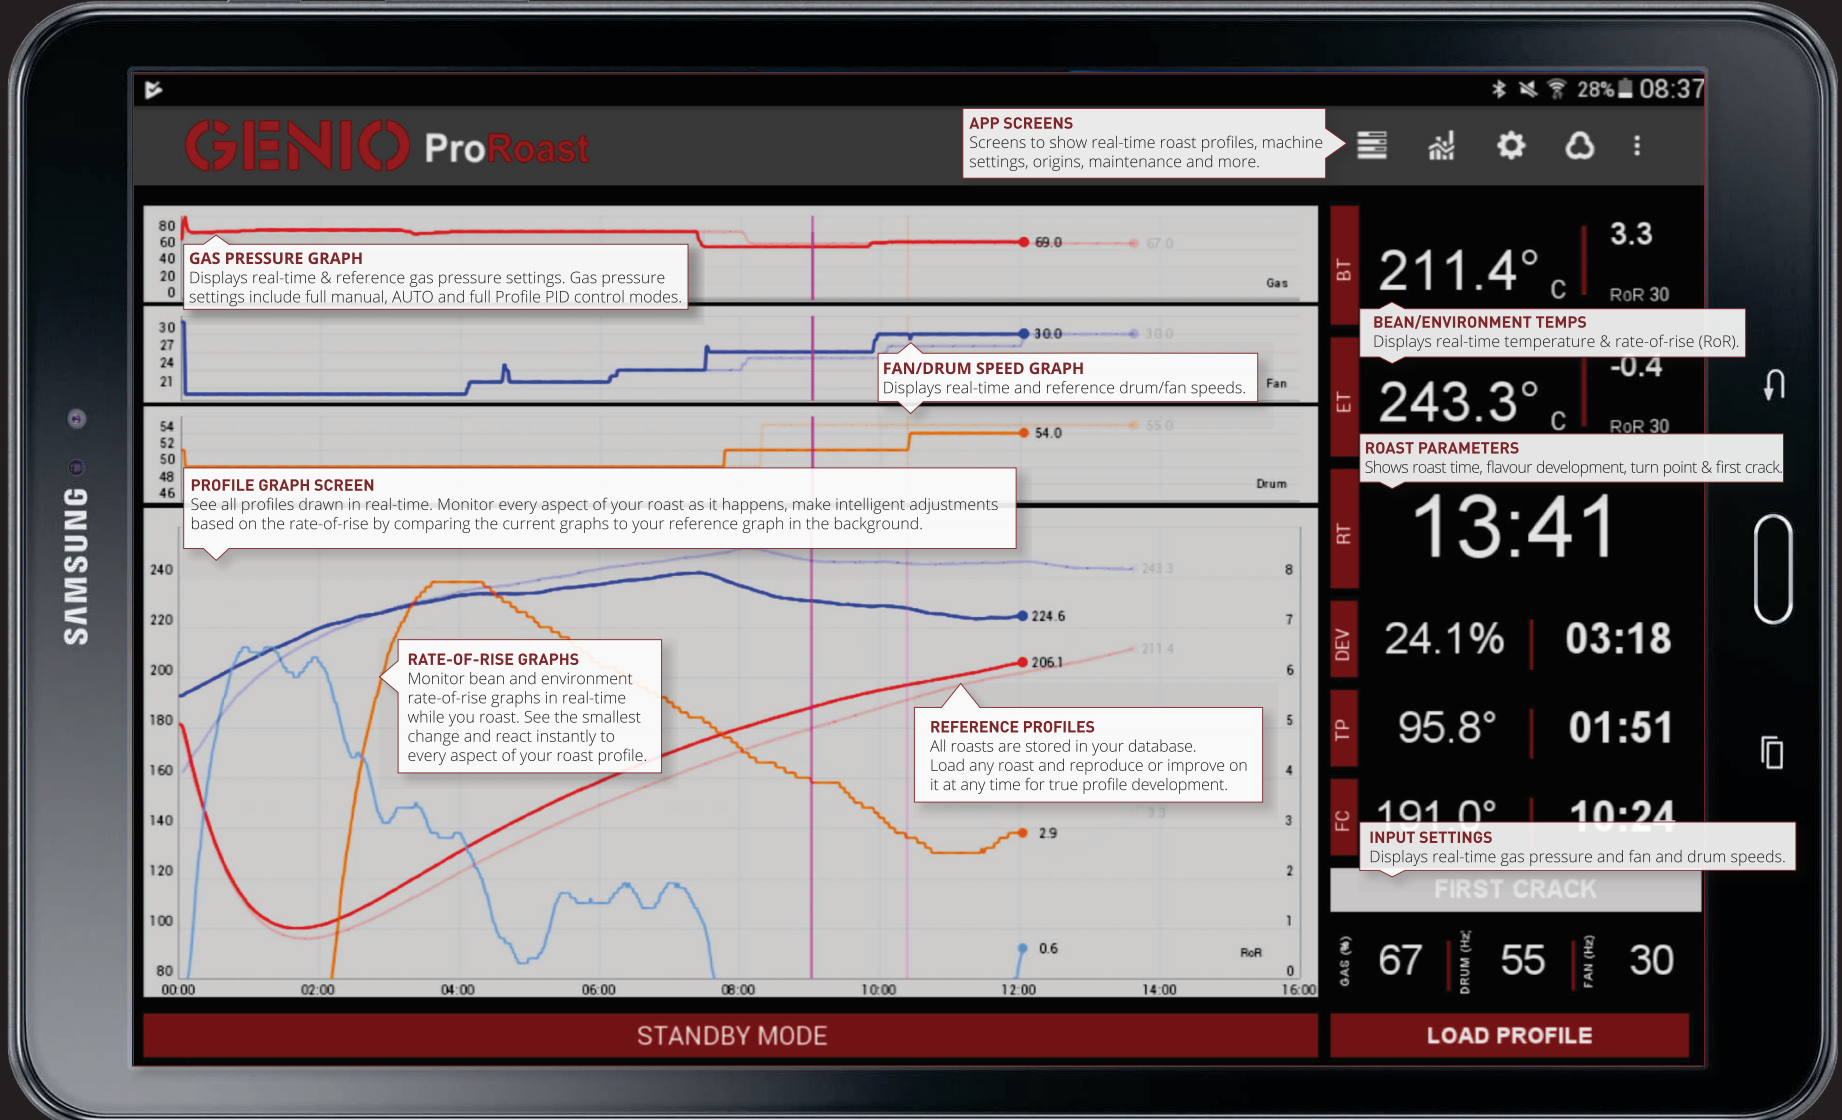 28% 08:37
GENIO ProRoast
APP SCREENS
Screens to show real-time roast profiles, machine
settings, origins, maintenance and more.
80
60
40
20
0
69.0
67.0
Gas
GAS PRESSURE GRAPH
Displays real-time & reference gas pressure settings. Gas pressure
settings include full manual, AUTO and full Profile PID control modes.
30
27
24
21
30.0
30.0
Fan
FAN/DRUM SPEED GRAPH
Displays real-time and reference drum/fan speeds.
54
52
50
48
46
54.0
55.0
Drum
PROFILE GRAPH SCREEN
See all profiles drawn in real-time. Monitor every aspect of your roast as it happens, make intelligent adjustments
based on the rate-of-rise by comparing the current graphs to your reference graph in the background.
240
220
200
180
160
140
120
100
80
243.3
224.6
211.4
206.1
3.3
2.9
0.6
8
7
6
5
4
3
2
1
0
RoR
RATE-OF-RISE GRAPHS
Monitor bean and environment
rate-of-rise graphs in real-time
while you roast. See the smallest
change and react instantly to
every aspect of your roast profile.
REFERENCE PROFILES
All roasts are stored in your database.
Load any roast and reproduce or improve on
it at any time for true profile development.
00:00 02:00 04:00 06:00 08:00 10:00 12:00 14:00 16:00
STANDBY MODE
BT
211.4° C
3.3
RoR 30
BEAN/ENVIRONMENT TEMPS
Displays real-time temperature & rate-of-rise (RoR).
ET
243.3° C
-0.4
RoR 30
ROAST PARAMETERS
Shows roast time, flavour development, turn point & first crack.
RT
13:41
DEV
24.1% 03:18
TP
95.8° 01:51
FC
191.0° 10:24
INPUT SETTINGS
Displays real-time gas pressure and fan and drum speeds.
FIRST CRACK
GAS (%) 67 DRUM (Hz) 55 FAN (Hz) 30
LOAD PROFILE
SAMSUNG